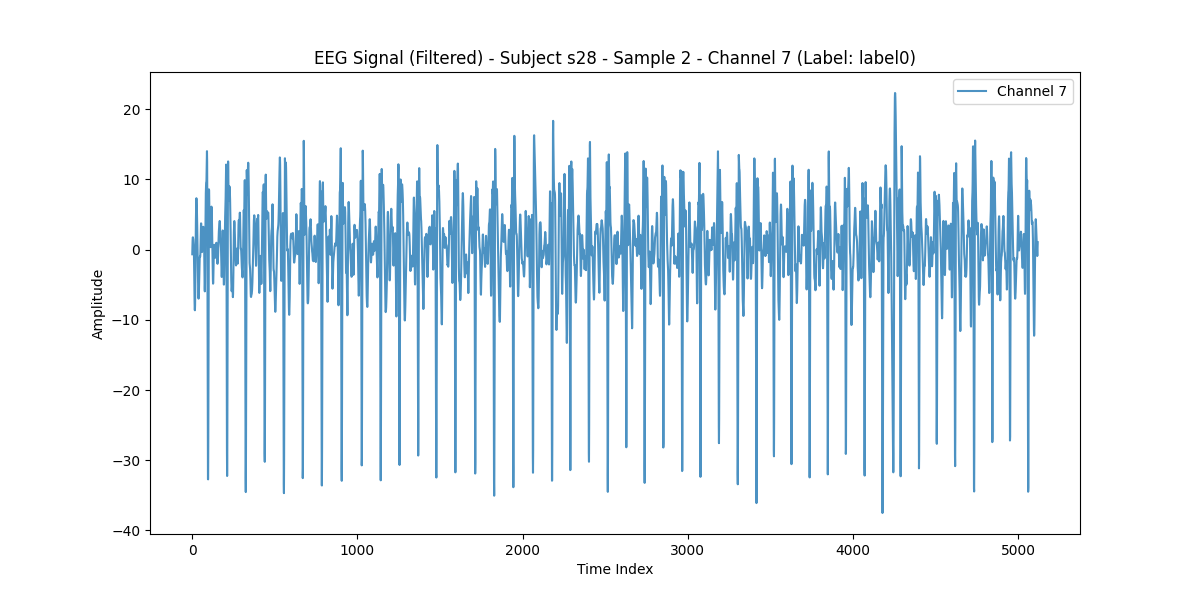 EEG Signal (Filtered) - Subject s28 - Sample 2 - Channel 7 (Label: label0)
Channel 7
20
10
0
−10
−20
−30
−40
Amplitude
0 1000 2000 3000 4000 5000
Time Index